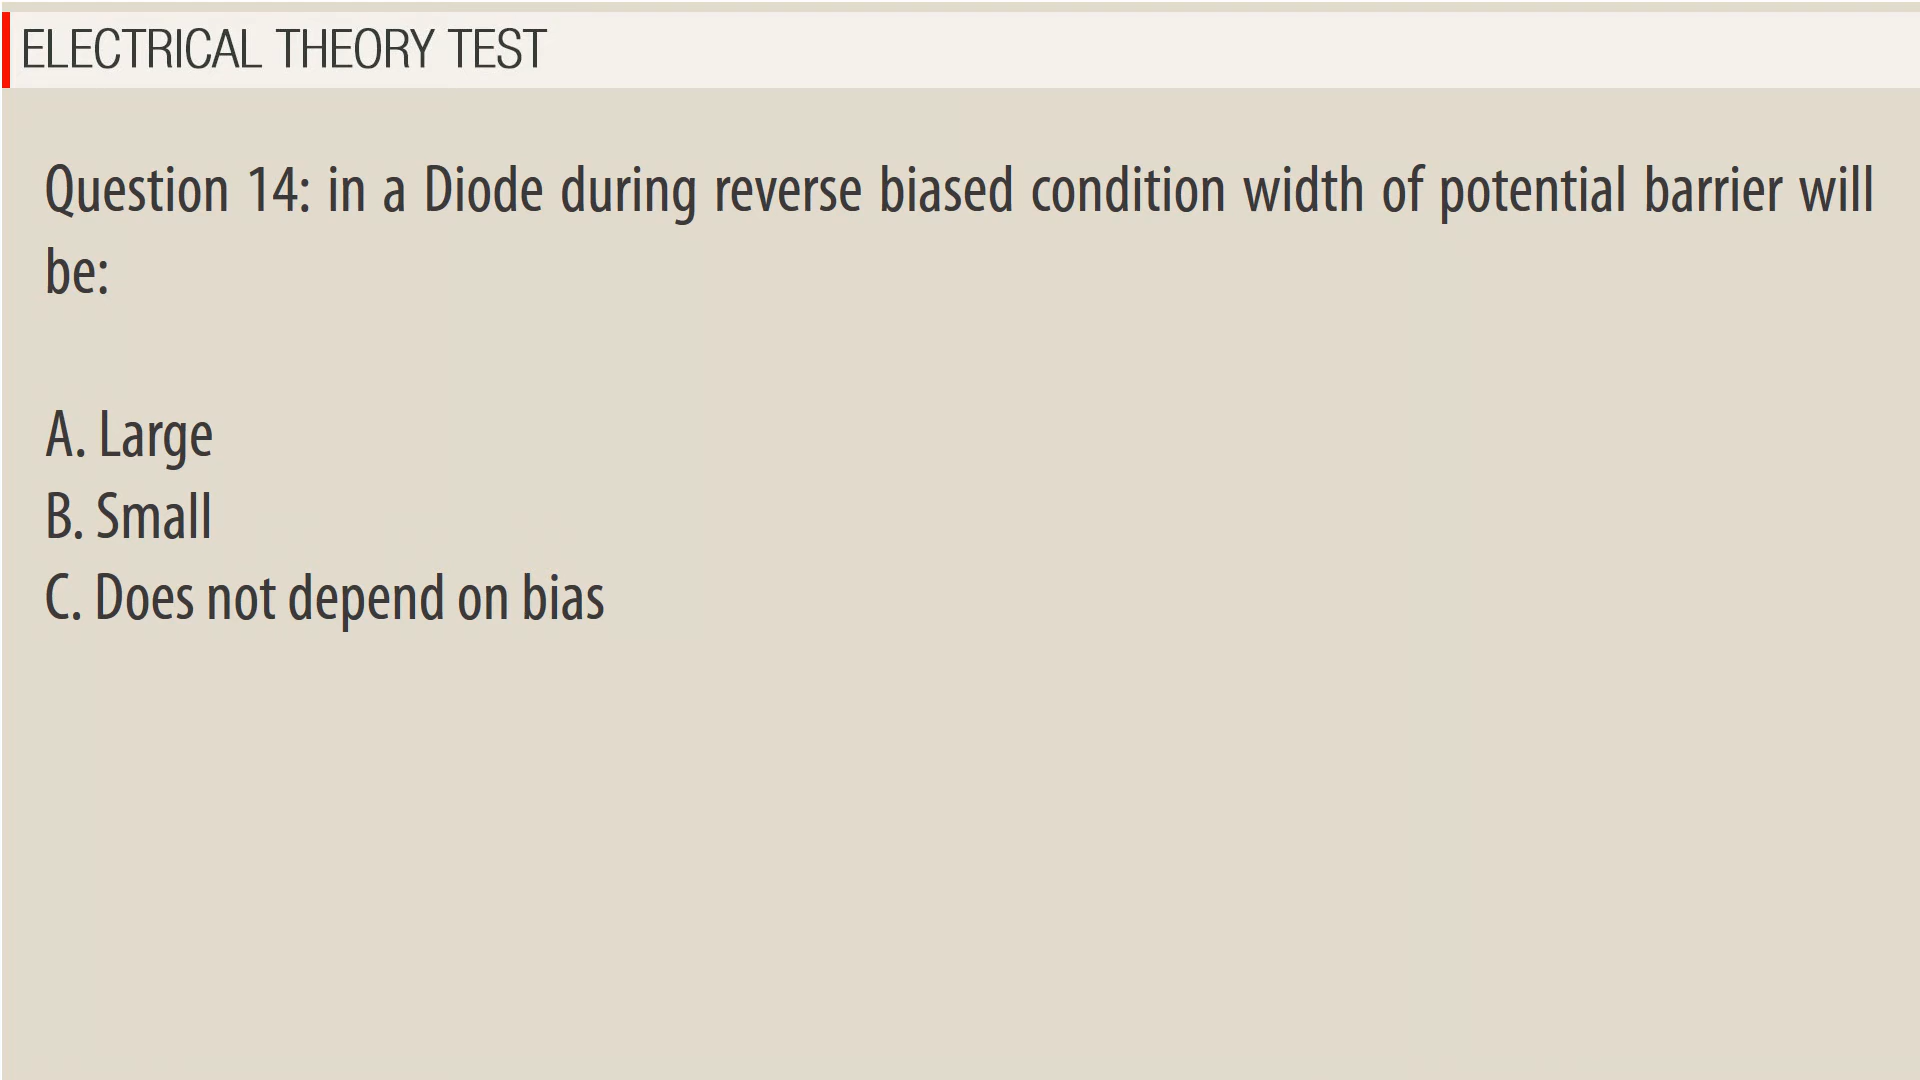 ELECTRICAL THEORY TEST
Question 14: in a Diode during reverse biased condition width of potential barrier will
be:
A. Large
B. Small
C. Does not depend on bias